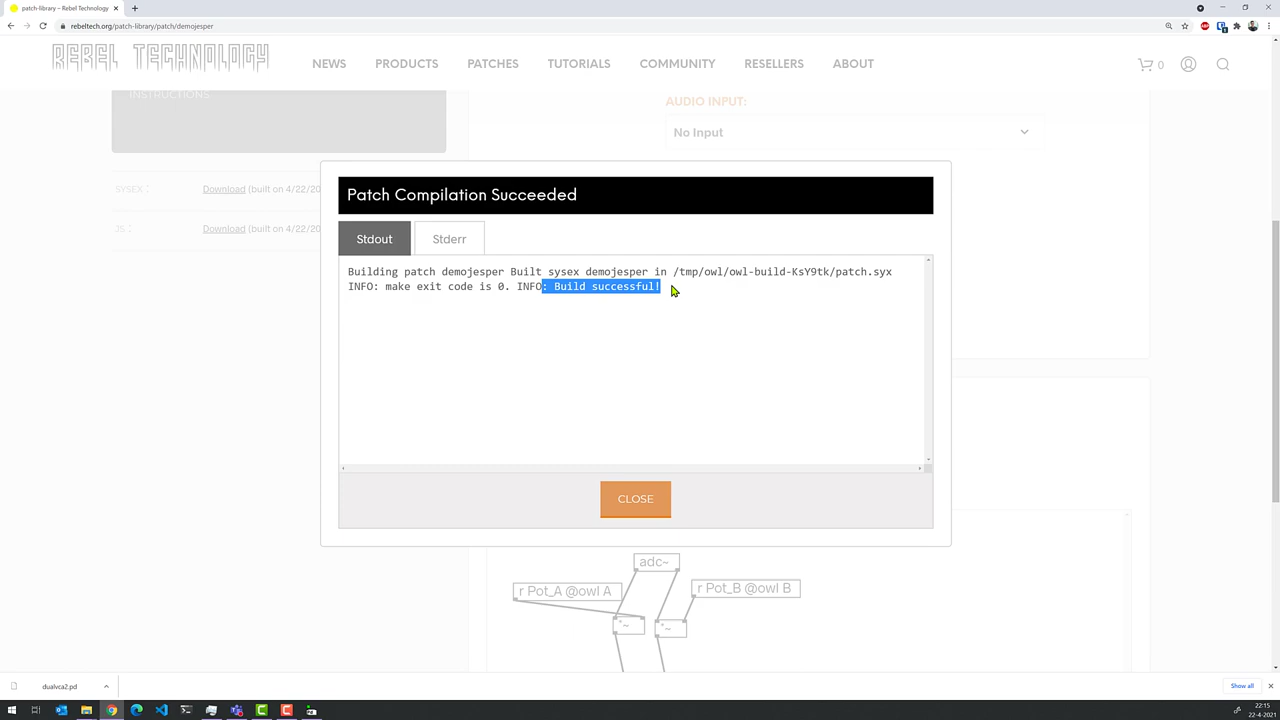 patch-library – Rebel Technology
rebeltech.org/patch-library/patch/demojesper
REBEL TECHNOLOGY
NEWS
PRODUCTS
PATCHES
TUTORIALS
COMMUNITY
RESELLERS
ABOUT
0
INSTRUCTIONS
AUDIO INPUT:
No Input
SYSEX :
Download (built on 4/22/20
JS :
Download (built on 4/22/20
Patch Compilation Succeeded
Stdout
Stderr
Building patch demojesper Built sysex demojesper in /tmp/owl/owl-build-KsY9tk/patch.syx
INFO: make exit code is 0. INFO: Build successful!
CLOSE
adc~
r Pot_A @owl A
r Pot_B @owl B
*~
*~
dualvca2.pd
Show all
22:15
22-4-2021